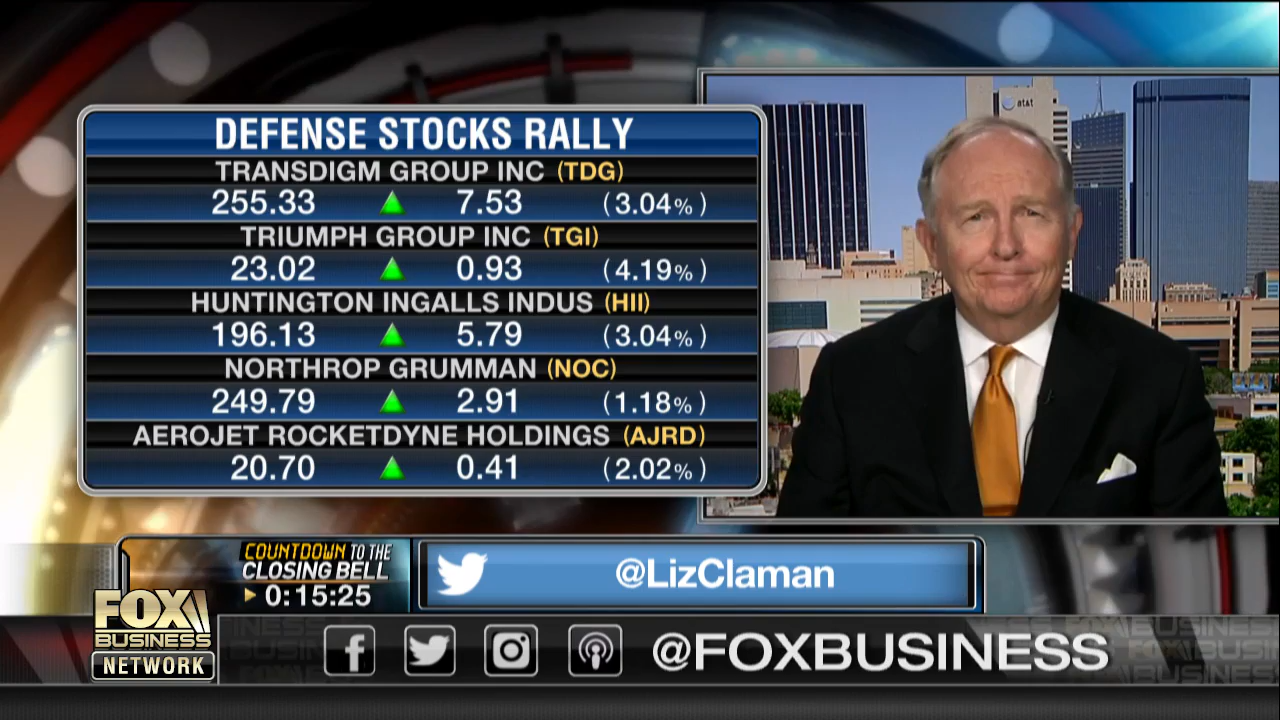 DEFENSE STOCKS RALLY
TRANSDIGM GROUP INC (TDG)
255.33 ▲ 7.53 (3.04%)
TRIUMPH GROUP INC (TGI)
23.02 ▲ 0.93 (4.19%)
HUNTINGTON INGALLS INDUS (HII)
196.13 ▲ 5.79 (3.04%)
NORTHROP GRUMMAN (NOC)
249.79 ▲ 2.91 (1.18%)
AEROJET ROCKETDYNE HOLDINGS (AJRD)
20.70 ▲ 0.41 (2.02%)
at&t
COUNTDOWN TO THE
CLOSING BELL
0:15:25
@LizClaman
FOX
BUSINESS
NETWORK
@FOXBUSINESS